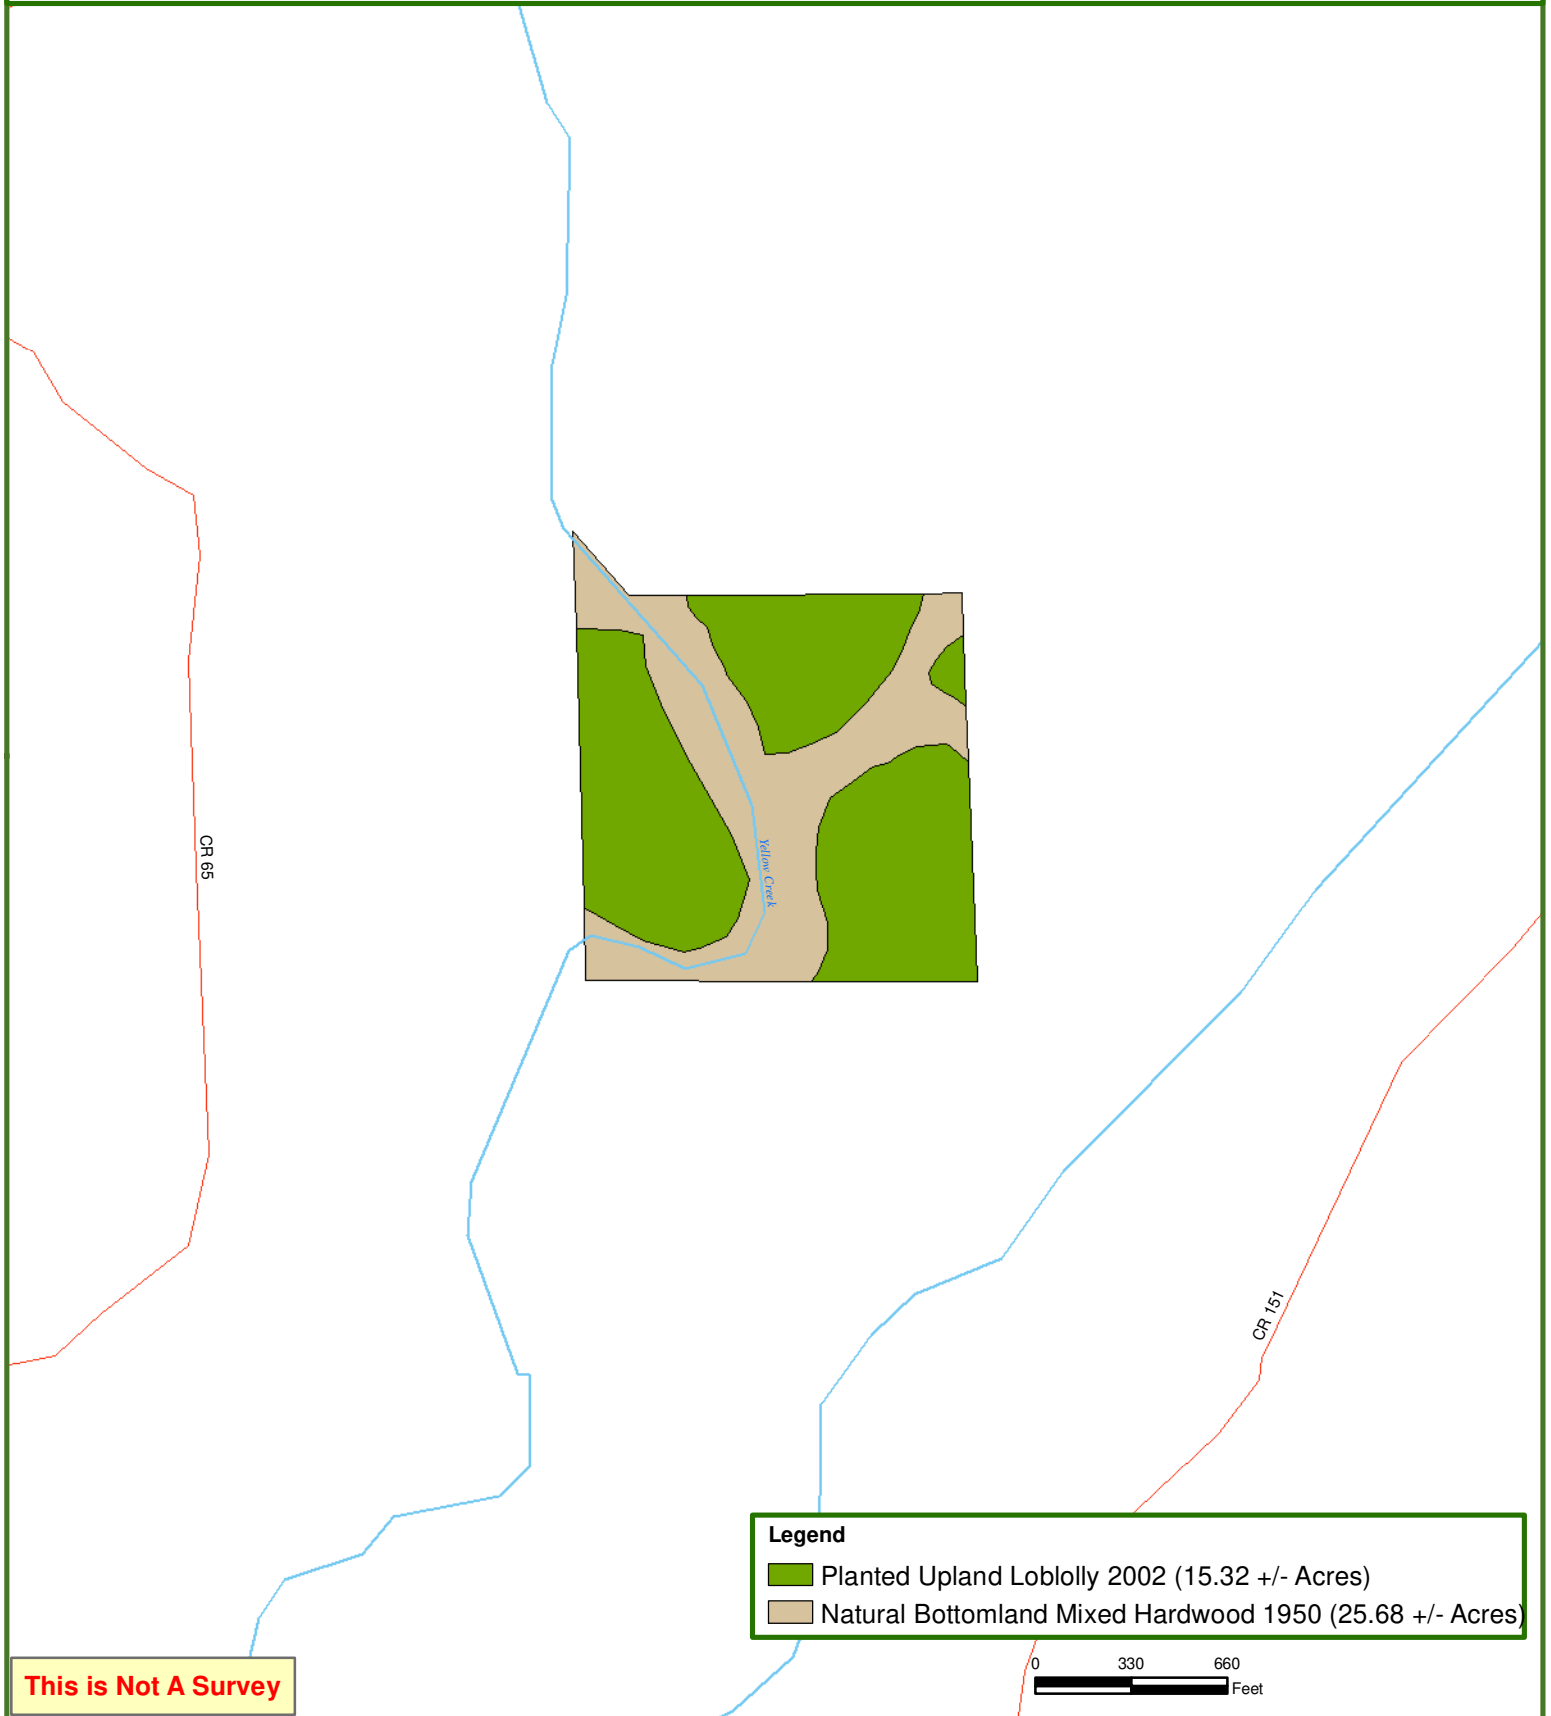 CR 65
Yellow Creek
CR 151
Legend
Planted Upland Loblolly 2002 (15.32 +/- Acres)
Natural Bottomland Mixed Hardwood 1950 (25.68 +/- Acres)
This is Not A Survey
0 330 660
Feet